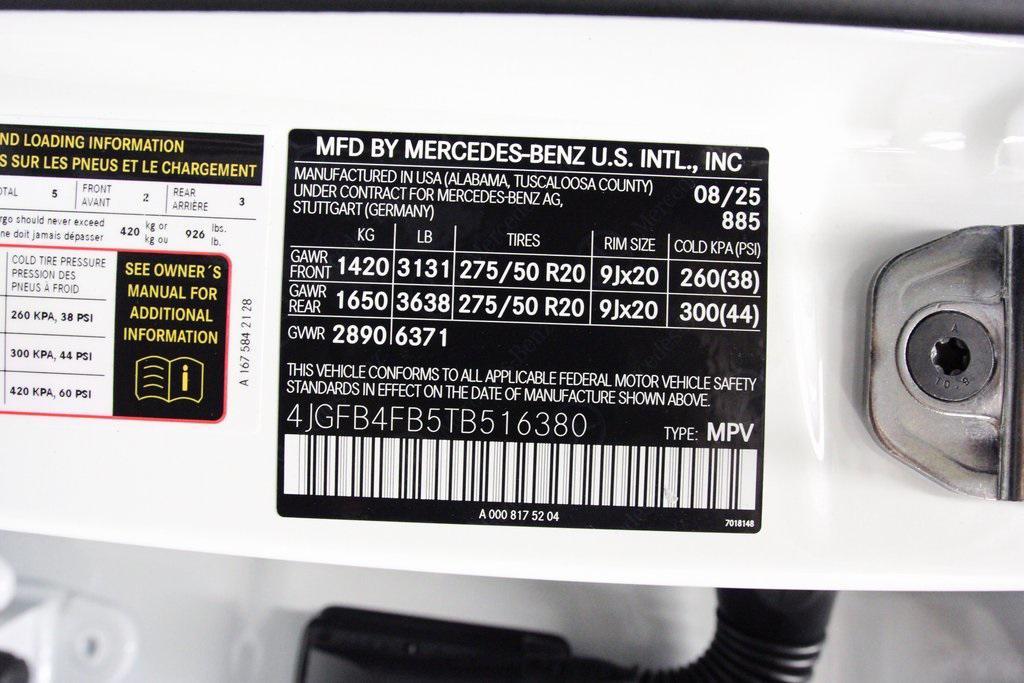 ND LOADING INFORMATION
S SUR LES PNEUS ET LE CHARGEMENT
OTAL 5 FRONT AVANT 2 REAR ARRIÈRE 3
rgo should never exceed
ne doit jamais dépasser
420 kg or kg ou 926 lbs. lb.
COLD TIRE PRESSURE
PRESSION DES
PNEUS À FROID
260 KPA, 38 PSI
300 KPA, 44 PSI
420 KPA, 60 PSI
SEE OWNER´S
MANUAL FOR
ADDITIONAL
INFORMATION
A 167 584 21 28
MFD BY MERCEDES-BENZ U.S. INTL., INC
MANUFACTURED IN USA (ALABAMA, TUSCALOOSA COUNTY)
UNDER CONTRACT FOR MERCEDES-BENZ AG,
STUTTGART (GERMANY)
08/25
885
KG LB TIRES RIM SIZE COLD KPA (PSI)
GAWR FRONT 1420 3131 275/50 R20 9Jx20 260(38)
GAWR REAR 1650 3638 275/50 R20 9Jx20 300(44)
GVWR 2890 6371
THIS VEHICLE CONFORMS TO ALL APPLICABLE FEDERAL MOTOR VEHICLE SAFETY
STANDARDS IN EFFECT ON THE DATE OF MANUFACTURE SHOWN ABOVE.
4JGFB4FB5TB516380
TYPE: MPV
A 000 817 52 04
7018148